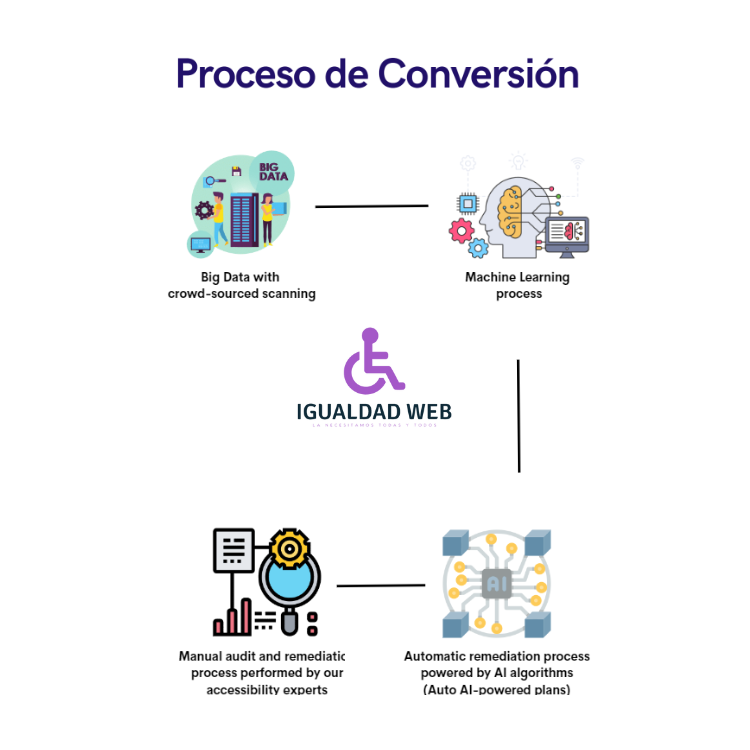 Proceso de Conversión
BIG
DATA
Big Data with
crowd-sourced scanning
Machine Learning
process
IGUALDAD WEB
LA NECESITAMOS TODAS Y TODOS
AI
Manual audit and remediatic
process performed by our
accessibility experts
Automatic remediation process
powered by AI algorithms
(Auto AI-powered plans)